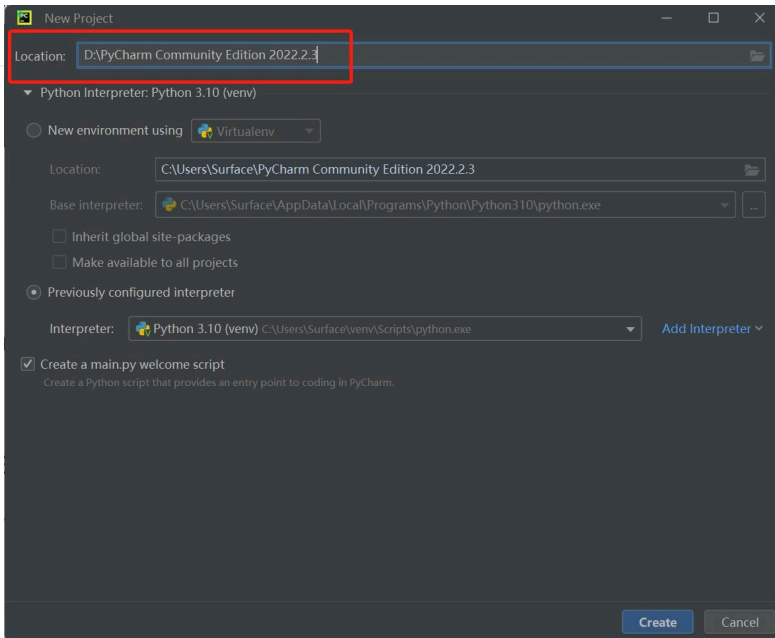 New Project
Location: D:\PyCharm Community Edition 2022.2.3
Python Interpreter: Python 3.10 (venv)
New environment using Virtualenv
Location: C:\Users\Surface\PyCharm Community Edition 2022.2.3
Base interpreter: C:\Users\Surface\AppData\Local\Programs\Python\Python310\python.exe ...
Inherit global site-packages
Make available to all projects
Previously configured interpreter
Interpreter: Python 3.10 (venv) C:\Users\Surface\venv\Scripts\python.exe Add Interpreter
Create a main.py welcome script
Create a Python script that provides an entry point to coding in PyCharm.
Create Cancel